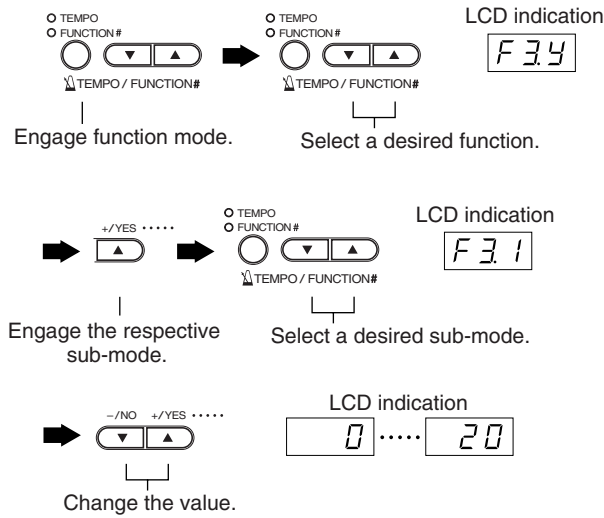 TEMPO
FUNCTION#
TEMPO / FUNCTION#
Engage function mode.
TEMPO
FUNCTION#
TEMPO / FUNCTION#
Select a desired function.
LCD indication
F 3.Y
+/YES ·····
Engage the respective
sub-mode.
TEMPO
FUNCTION#
TEMPO / FUNCTION#
Select a desired sub-mode.
LCD indication
F 3.1
–/NO +/YES ·····
Change the value.
LCD indication
0 ····· 20